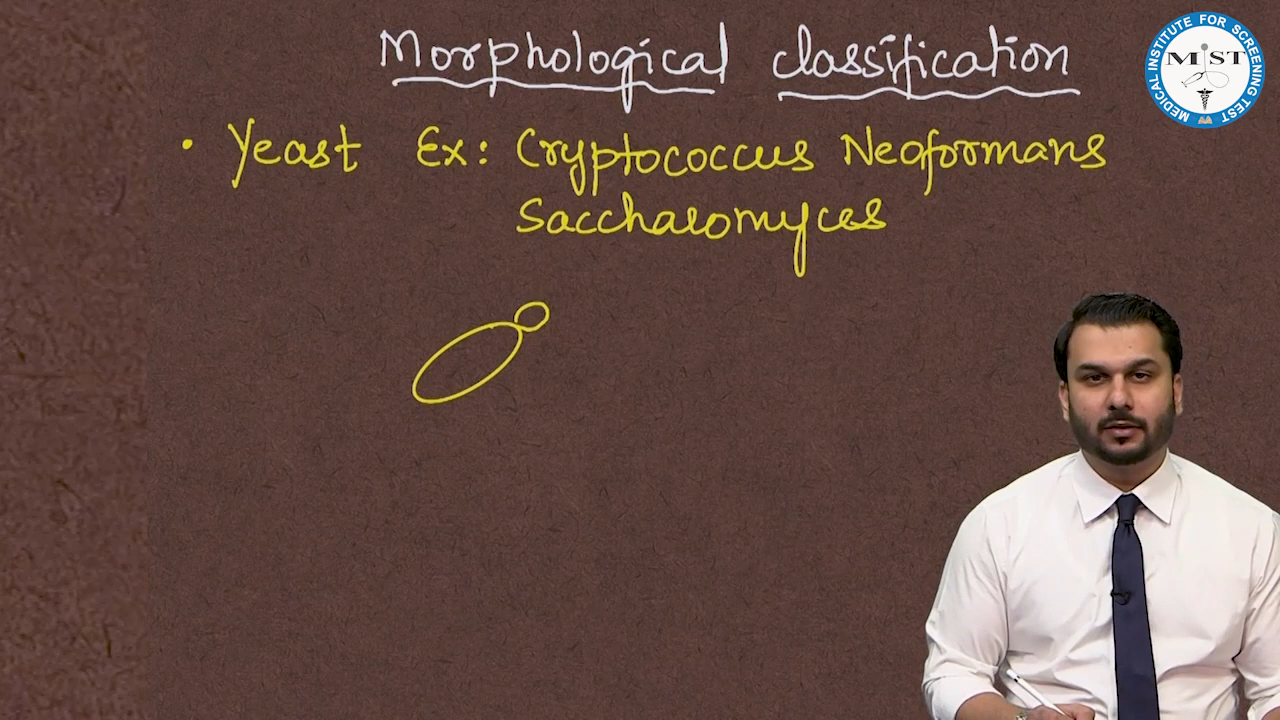 Morphological classification
• Yeast Ex: Cryptococcus Neoformans
Saccharomyces
MEDICAL INSTITUTE FOR SCREENING TEST
MIST